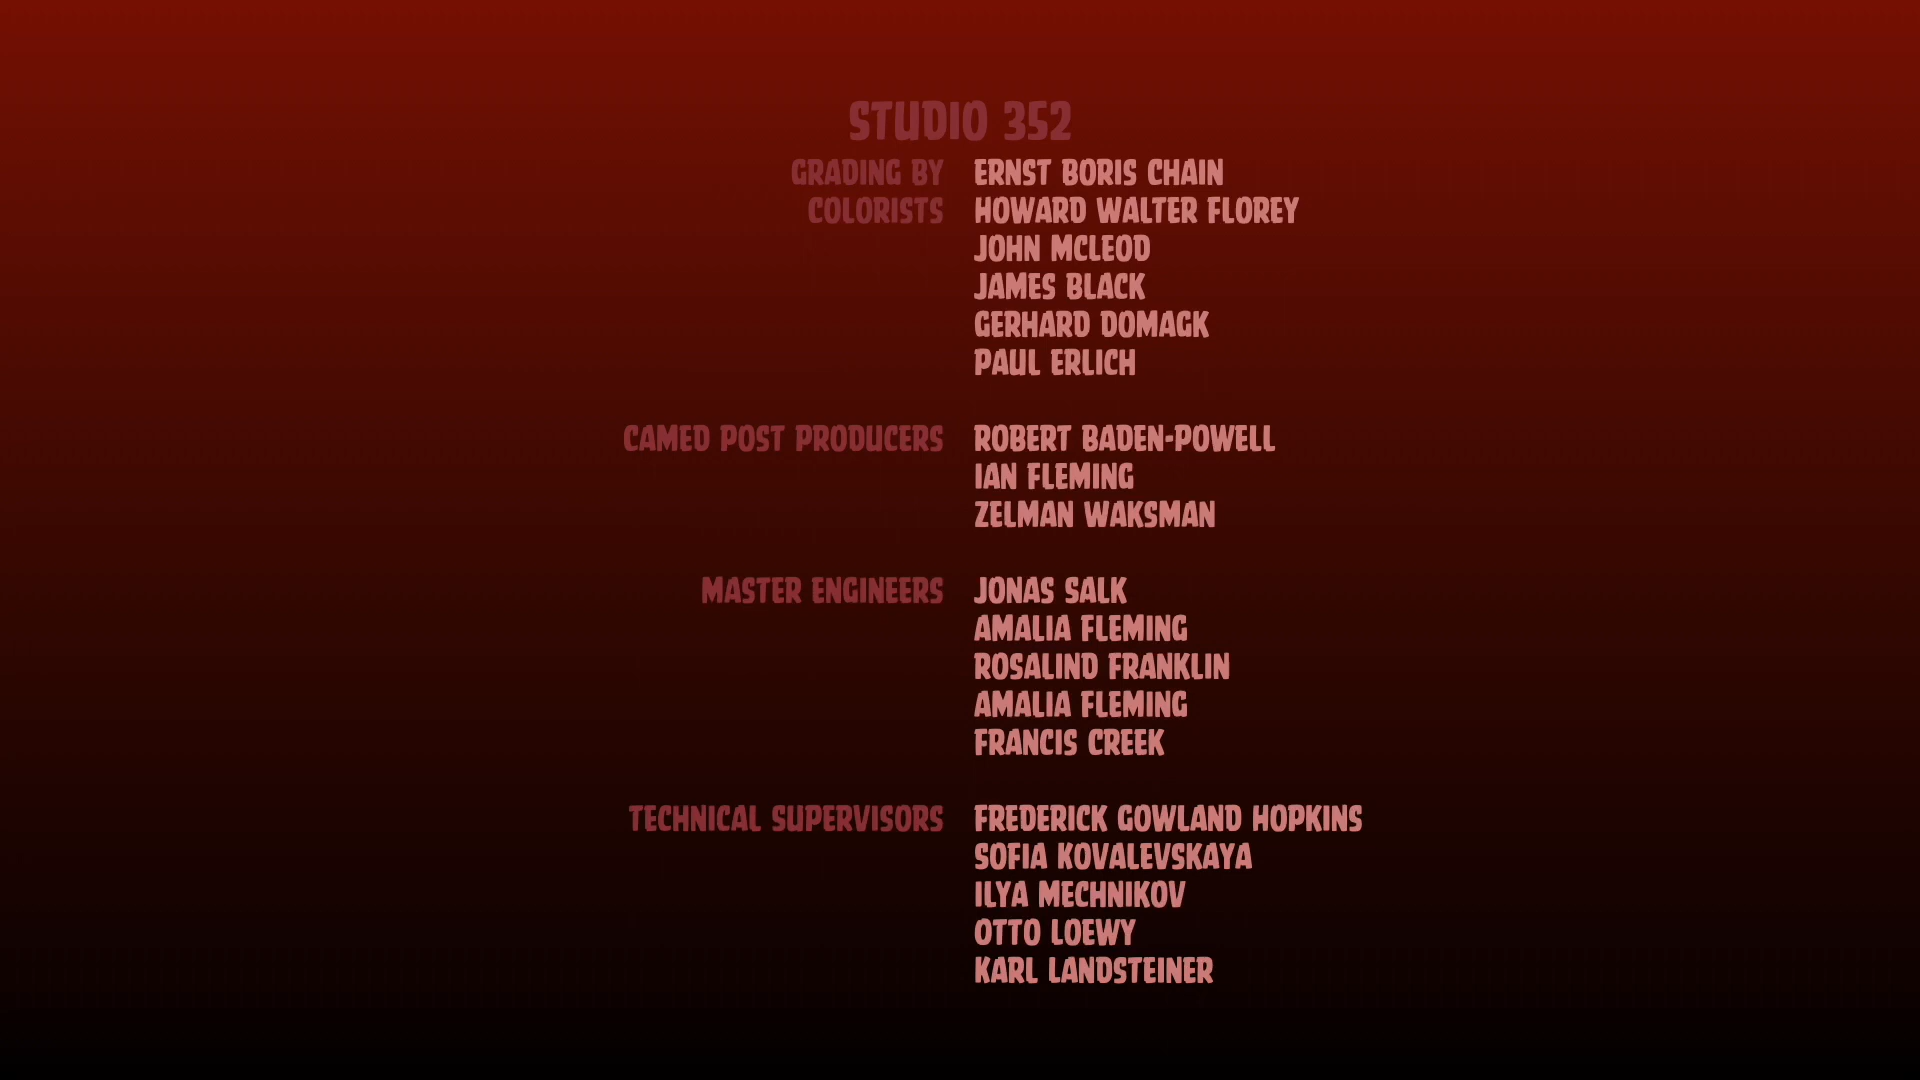 STUDIO 352
GRADING BY ERNST BORIS CHAIN
COLORISTS HOWARD WALTER FLOREY
JOHN MCLEOD
JAMES BLACK
GERHARD DOMAGK
PAUL ERLICH
CAMED POST PRODUCERS ROBERT BADEN-POWELL
IAN FLEMING
ZELMAN WAKSMAN
MASTER ENGINEERS JONAS SALK
AMALIA FLEMING
ROSALIND FRANKLIN
AMALIA FLEMING
FRANCIS CREEK
TECHNICAL SUPERVISORS FREDERICK GOWLAND HOPKINS
SOFIA KOVALEVSKAYA
ILYA MECHNIKOV
OTTO LOEWY
KARL LANDSTEINER